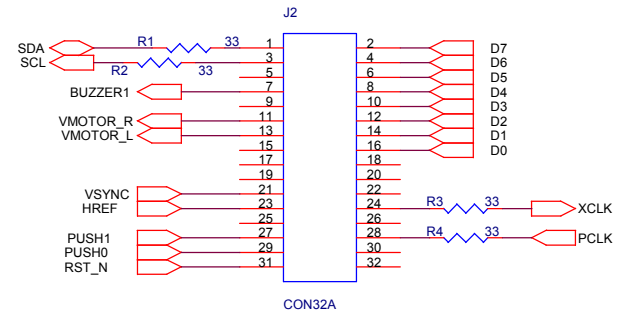 J2
SDA R1 33 1 2 D7
SCL R2 33 3 4 D6
5 6 D5
BUZZER1 7 8 D4
9 10 D3
VMOTOR_R 11 12 D2
VMOTOR_L 13 14 D1
15 16 D0
17 18
19 20
VSYNC 21 22
HREF 23 24 R3 33 XCLK
25 26
PUSH1 27 28 R4 33 PCLK
PUSH0 29 30
RST_N 31 32
CON32A